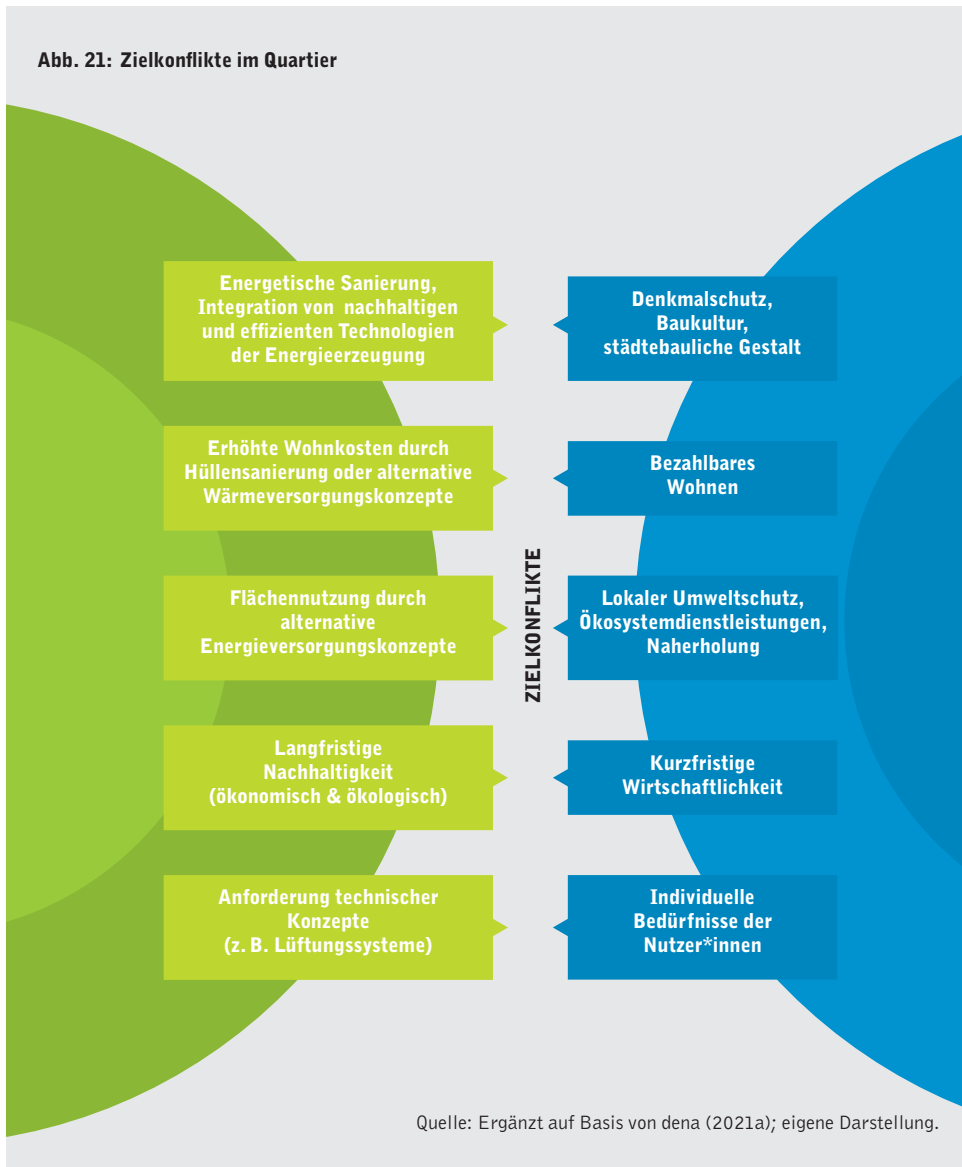 Abb. 21: Zielkonflikte im Quartier
Energetische Sanierung,
Integration von nachhaltigen
und effizienten Technologien
der Energieerzeugung
Denkmalschutz,
Baukultur,
städtebauliche Gestalt
Erhöhte Wohnkosten durch
Hüllensanierung oder alternative
Wärmeversorgungskonzepte
Bezahlbares
Wohnen
ZIELKONFLIKTE
Flächennutzung durch
alternative
Energieversorgungskonzepte
Lokaler Umweltschutz,
Ökosystemdienstleistungen,
Naherholung
Langfristige
Nachhaltigkeit
(ökonomisch & ökologisch)
Kurzfristige
Wirtschaftlichkeit
Anforderung technischer
Konzepte
(z. B. Lüftungssysteme)
Individuelle
Bedürfnisse der
Nutzer*innen
Quelle: Ergänzt auf Basis von dena (2021a); eigene Darstellung.